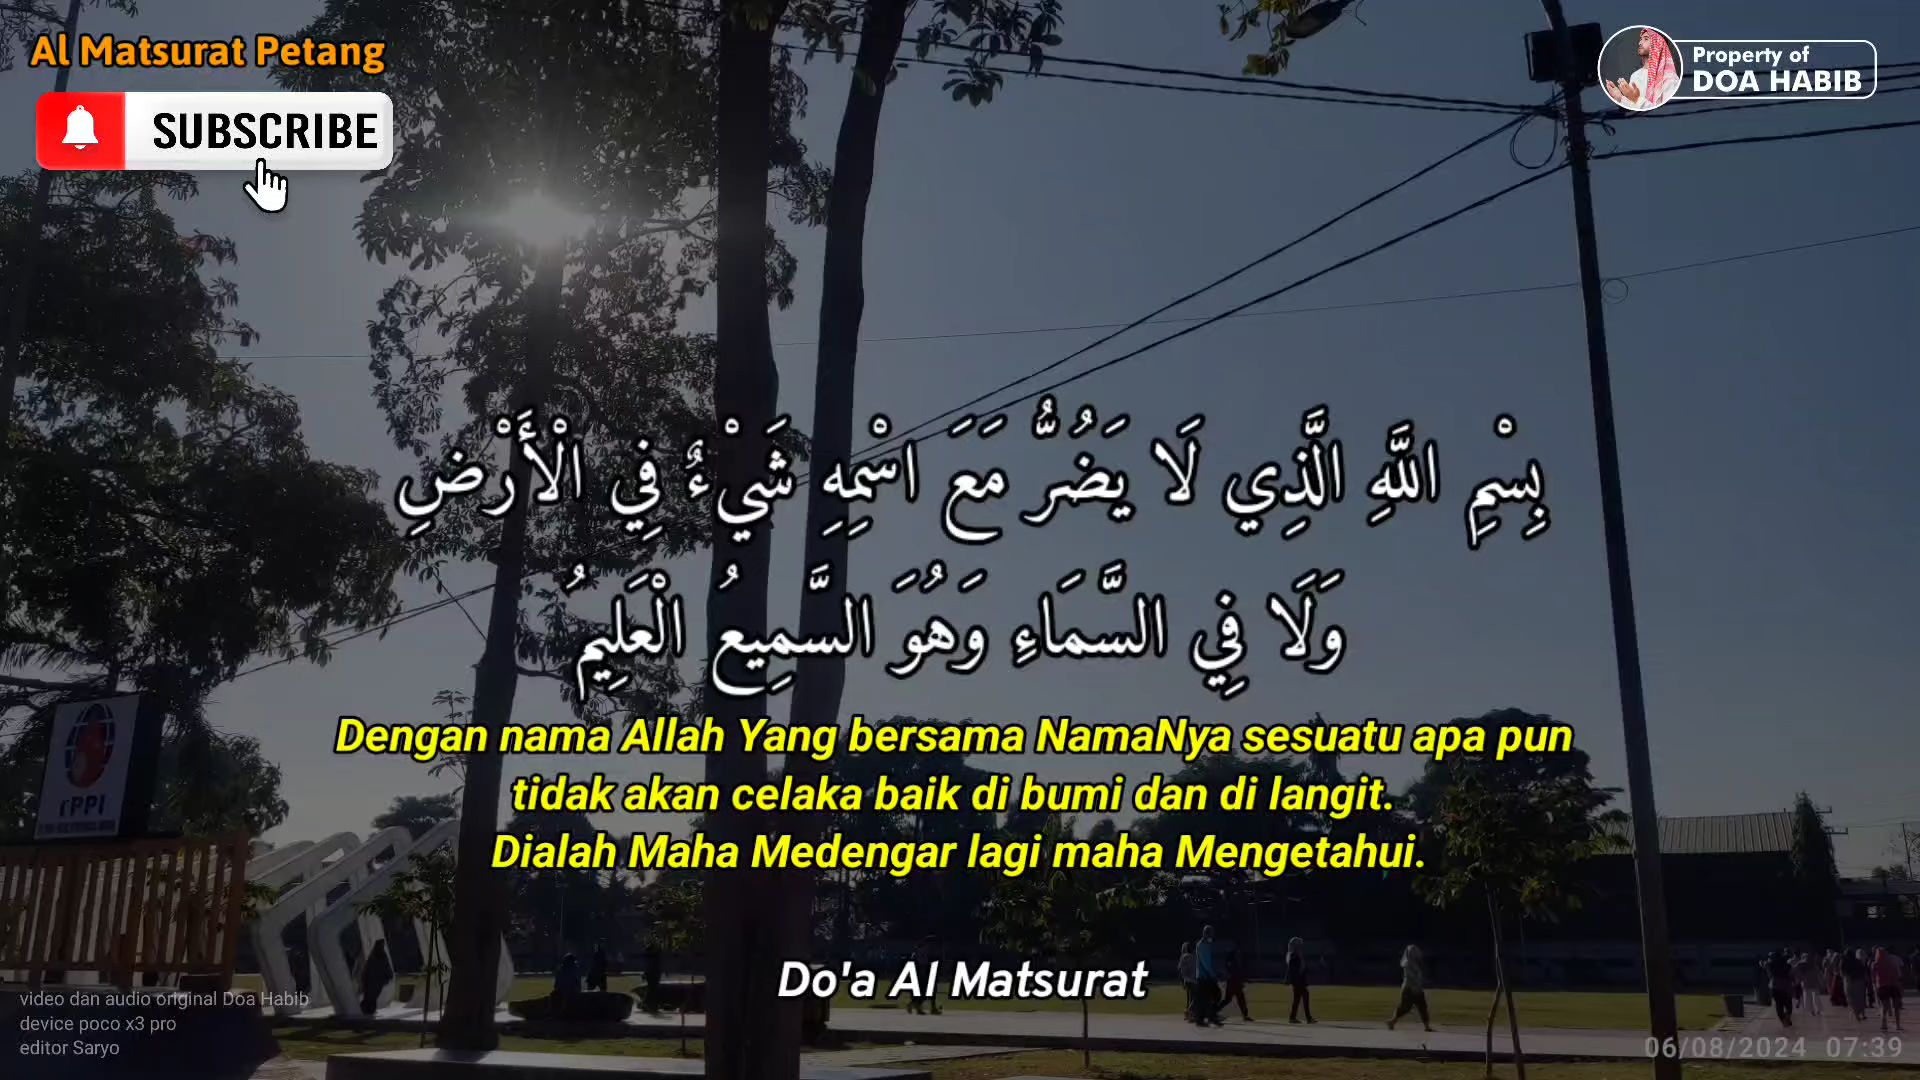 Al Matsurat Petang
SUBSCRIBE
Property of
DOA HABIB
بِسْمِ اللَّهِ الَّذِي لَا يَضُرُّ مَعَ اسْمِهِ شَيْءٌ فِي الْأَرْضِ
وَلَا فِي السَّمَاءِ وَهُوَ السَّمِيعُ الْعَلِيمُ
Dengan nama Allah Yang bersama NamaNya sesuatu apa pun
tidak akan celaka baik di bumi dan di langit.
Dialah Maha Medengar lagi maha Mengetahui.
Do'a Al Matsurat
video dan audio original Doa Habib
device poco x3 pro
editor Saryo
06/08/2024 07:39